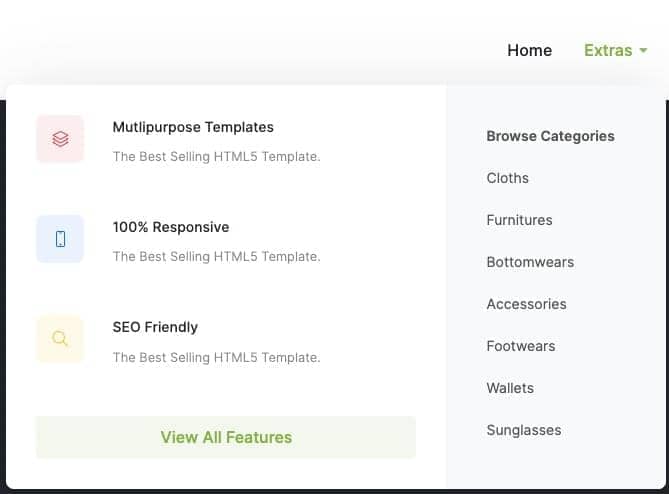 Home
Extras
Mutlipurpose Templates
The Best Selling HTML5 Template.
100% Responsive
The Best Selling HTML5 Template.
SEO Friendly
The Best Selling HTML5 Template.
View All Features
Browse Categories
Cloths
Furnitures
Bottomwears
Accessories
Footwears
Wallets
Sunglasses